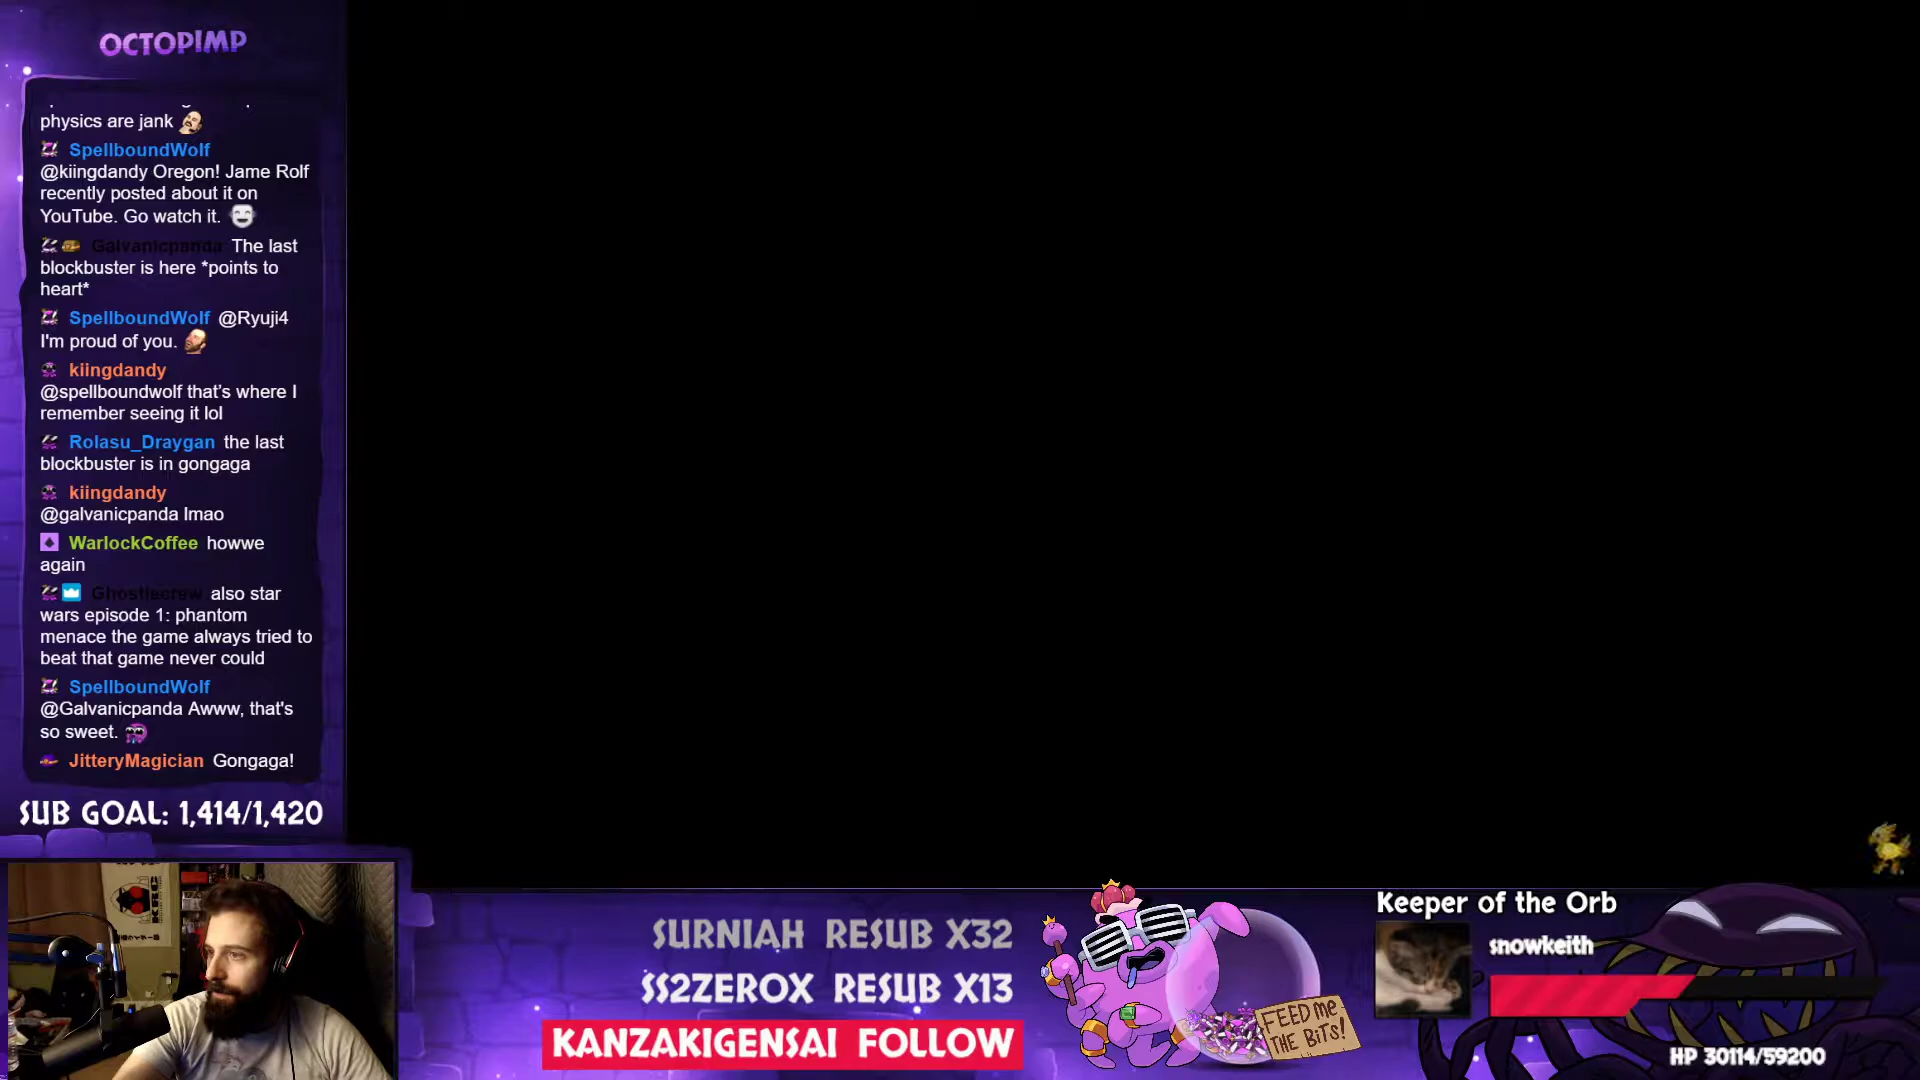 OCTOPIMP
physics are jank
SpellboundWolf
@kiingdandy Oregon! Jame Rolf
recently posted about it on
YouTube. Go watch it.
Galvanicpanda The last
blockbuster is here *points to
heart*
SpellboundWolf @Ryuji4
I'm proud of you.
kiingdandy
@spellboundwolf that's where I
remember seeing it lol
Rolasu_Draygan the last
blockbuster is in gongaga
kiingdandy
@galvanicpanda lmao
WarlockCoffee howwe
again
also star
wars episode 1: phantom
menace the game always tried to
beat that game never could
SpellboundWolf
@Galvanicpanda Awww, that's
so sweet.
JitteryMagician Gongaga!
SUB GOAL: 1,414/1,420
SURNIAH RESUB X32
SS2ZEROX RESUB X13
KANZAKIGENSAI FOLLOW
FEED ME
THE BITS!
Keeper of the Orb
snowkeith
HP 30114/59200